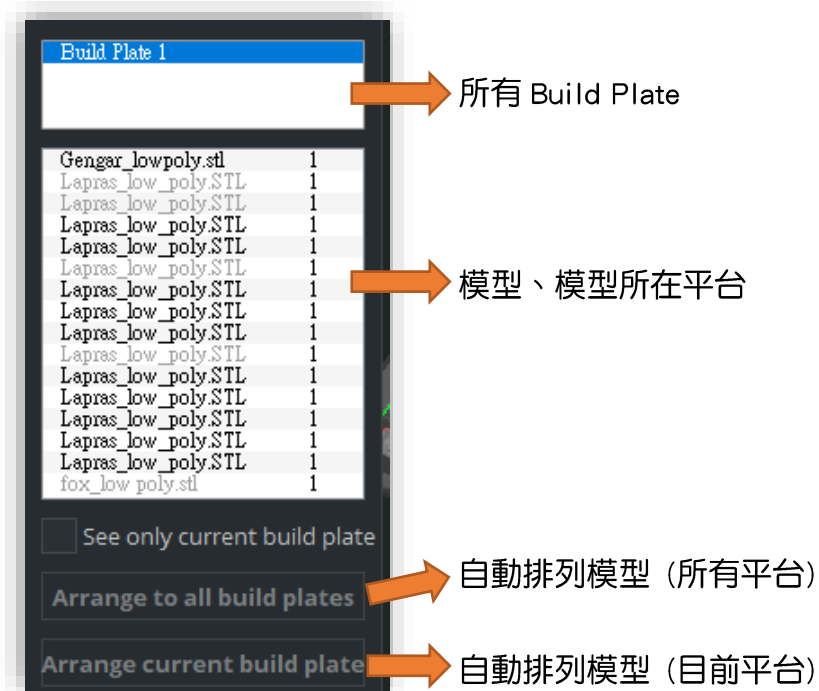 Build Plate 1
所有 Build Plate
Gengar_lowpoly.stl 1
Lapras_low_poly.STL 1
Lapras_low_poly.STL 1
Lapras_low_poly.STL 1
Lapras_low_poly.STL 1
Lapras_low_poly.STL 1
Lapras_low_poly.STL 1
Lapras_low_poly.STL 1
Lapras_low_poly.STL 1
Lapras_low_poly.STL 1
Lapras_low_poly.STL 1
Lapras_low_poly.STL 1
Lapras_low_poly.STL 1
Lapras_low_poly.STL 1
Lapras_low_poly.STL 1
fox_low poly.stl 1
模型、模型所在平台
See only current build plate
Arrange to all build plates
自動排列模型 (所有平台)
Arrange current build plate
自動排列模型 (目前平台)